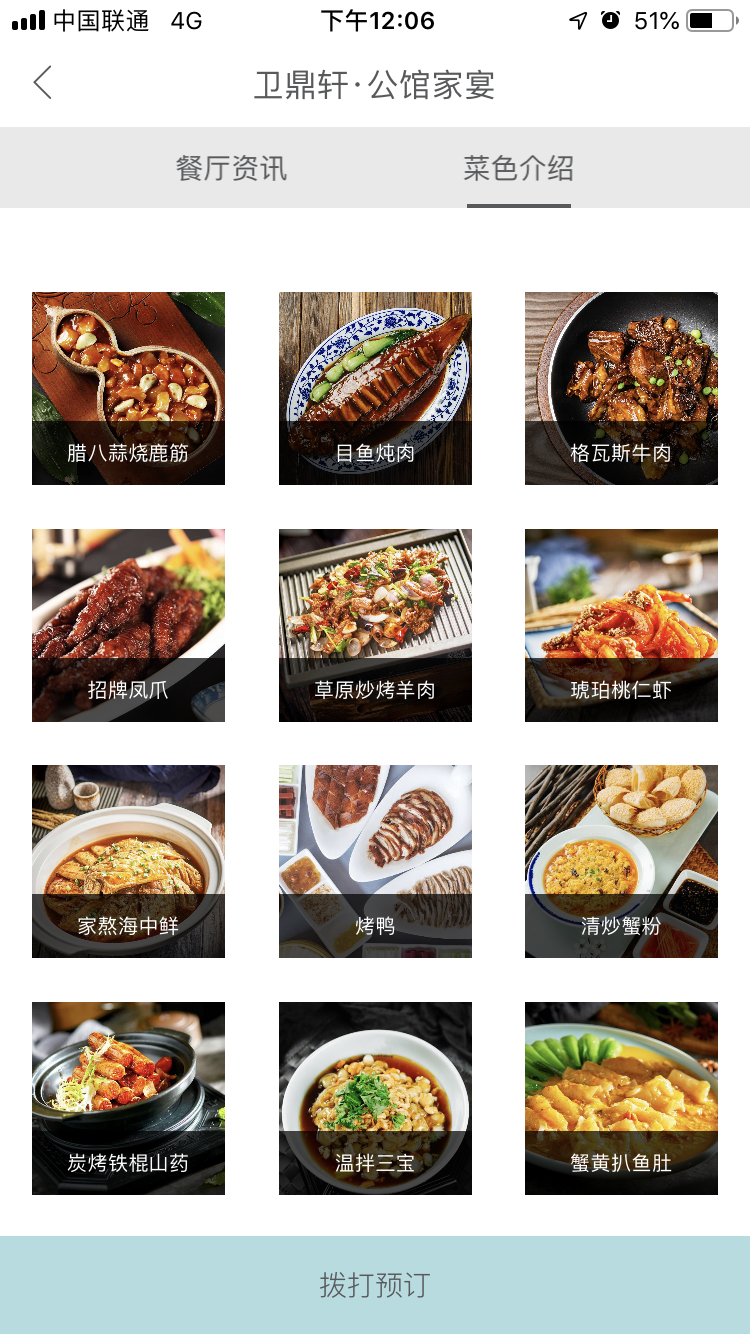 中国联通 4G 下午12:06 51%
卫鼎轩·公馆家宴
餐厅资讯 菜色介绍
腊八蒜烧鹿筋 目鱼炖肉 格瓦斯牛肉
招牌凤爪 草原炒烤羊肉 琥珀桃仁虾
家熬海中鲜 烤鸭 清炒蟹粉
炭烤铁棍山药 温拌三宝 蟹黄扒鱼肚
拨打预订